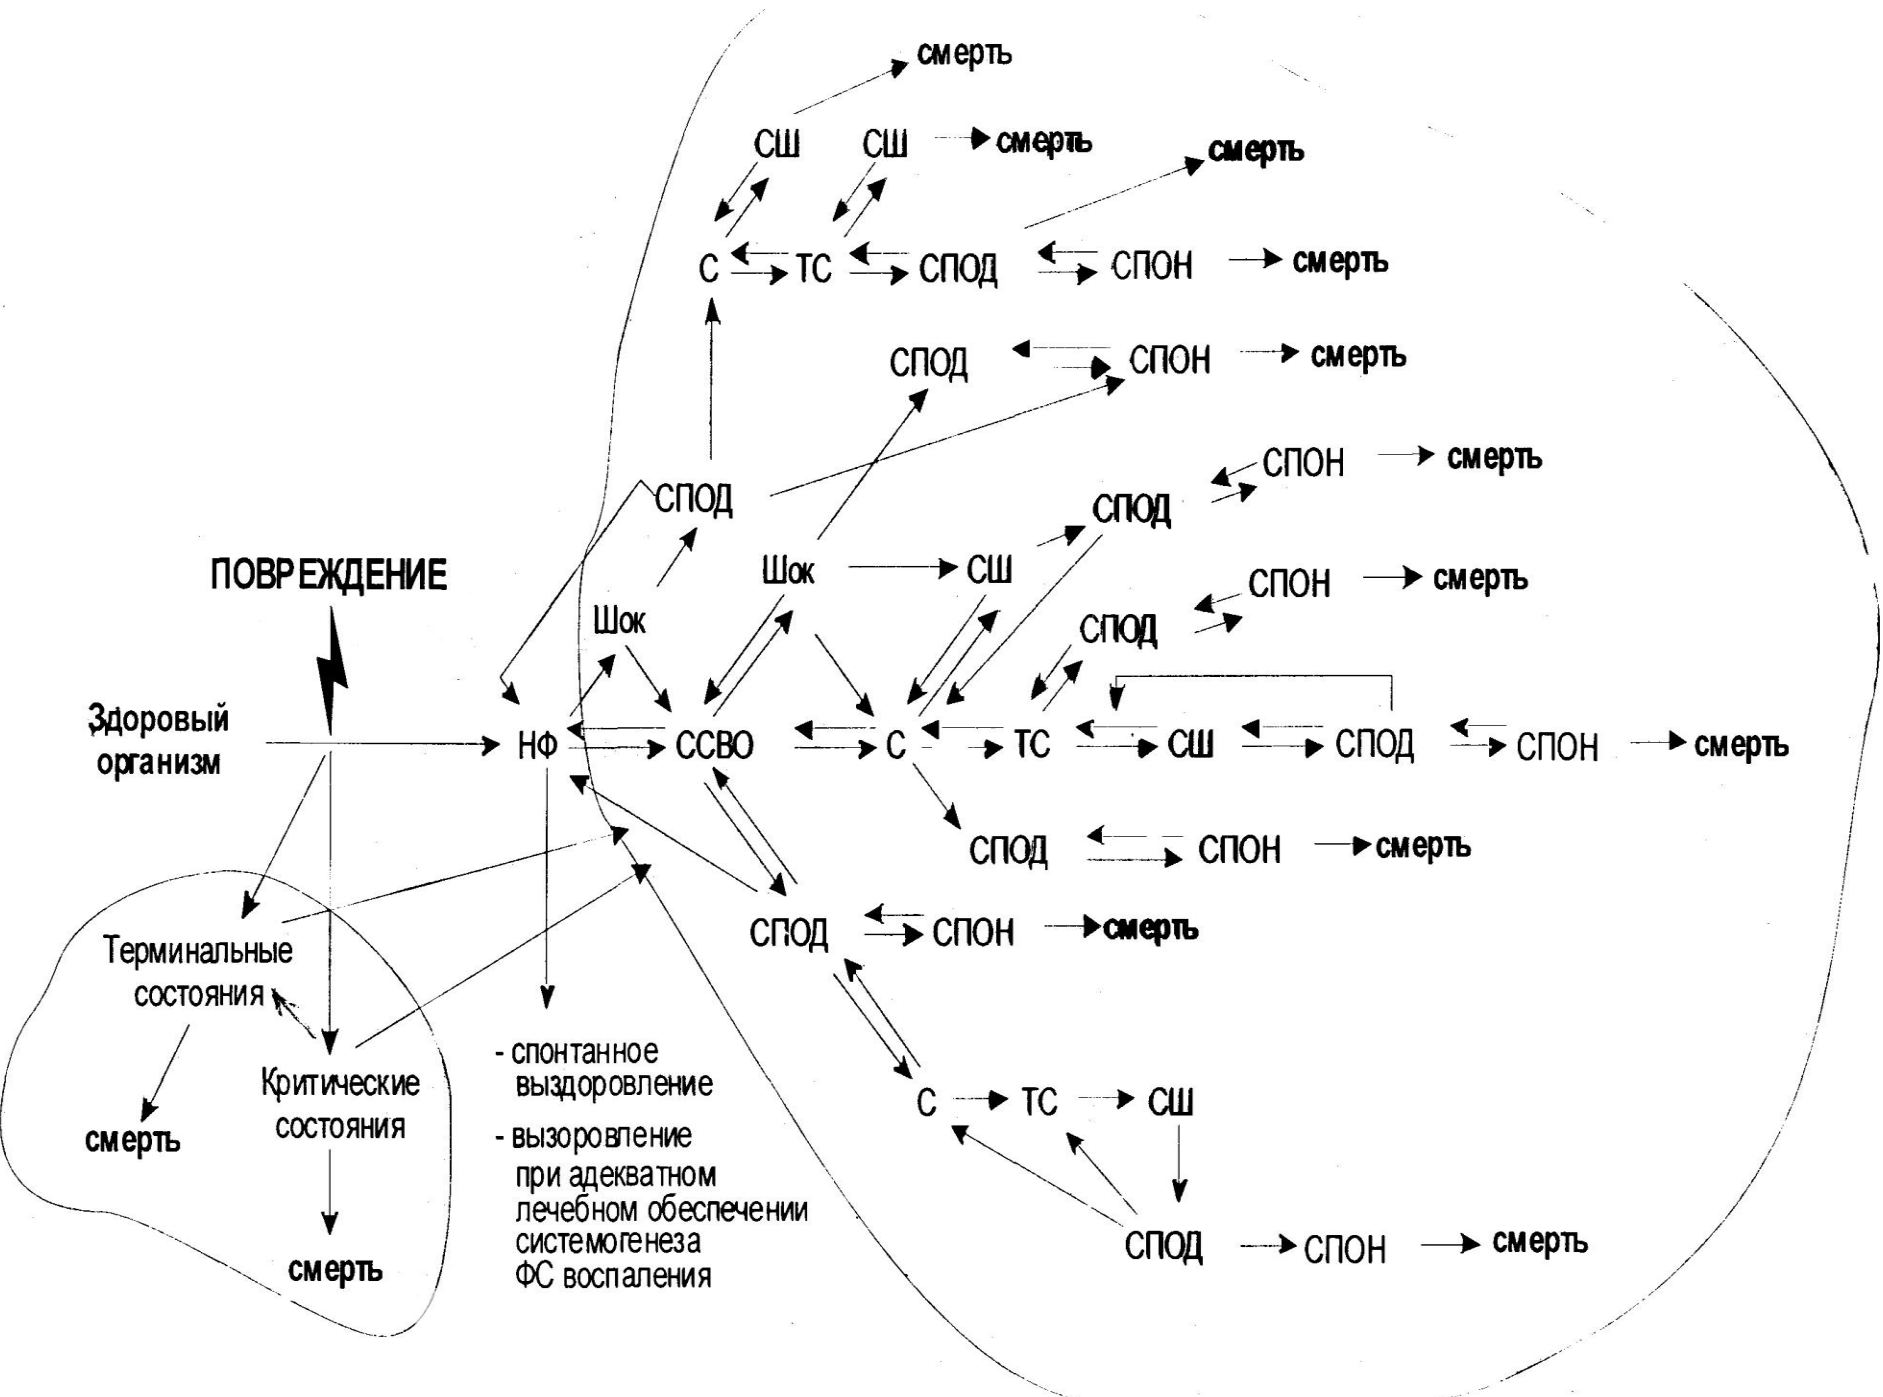 смерть
СШ СШ смерть смерть
С ТС СПОД СПОН смерть
СПОД СПОН смерть
СПОН смерть
СПОД СПОД
ПОВРЕЖДЕНИЕ Шок СШ СПОН смерть
Шок СПОД
Здоровый
организм
НФ ССВО С ТС СШ СПОД СПОН смерть
СПОД СПОН смерть
СПОД СПОН смерть
Терминальные
состояния
Критические
состояния
смерть
смерть
- спонтанное
выздоровление
- вызоровление
при адекватном
лечебном обеспечении
системогенеза
ФС воспаления
С ТС СШ
СПОД СПОН смерть